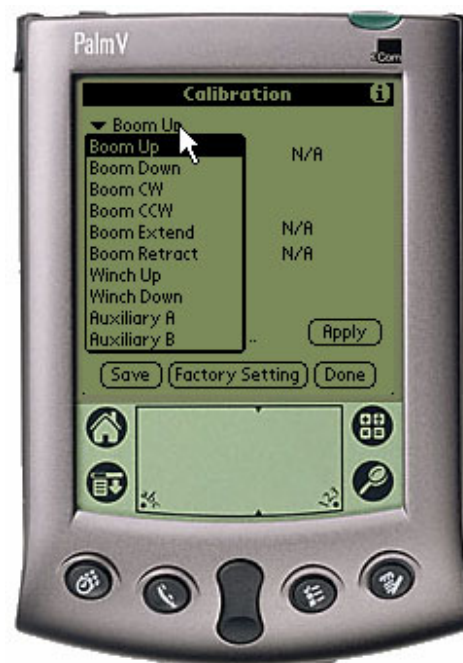 Palm V
3Com
Calibration
i
Boom Up
Boom Up
N/A
Boom Down
Boom CW
Boom CCW
Boom Extend N/A
Boom Retract N/A
Winch Up
Winch Down
Auxiliary A
Auxiliary B .. Apply
Save Factory Setting Done